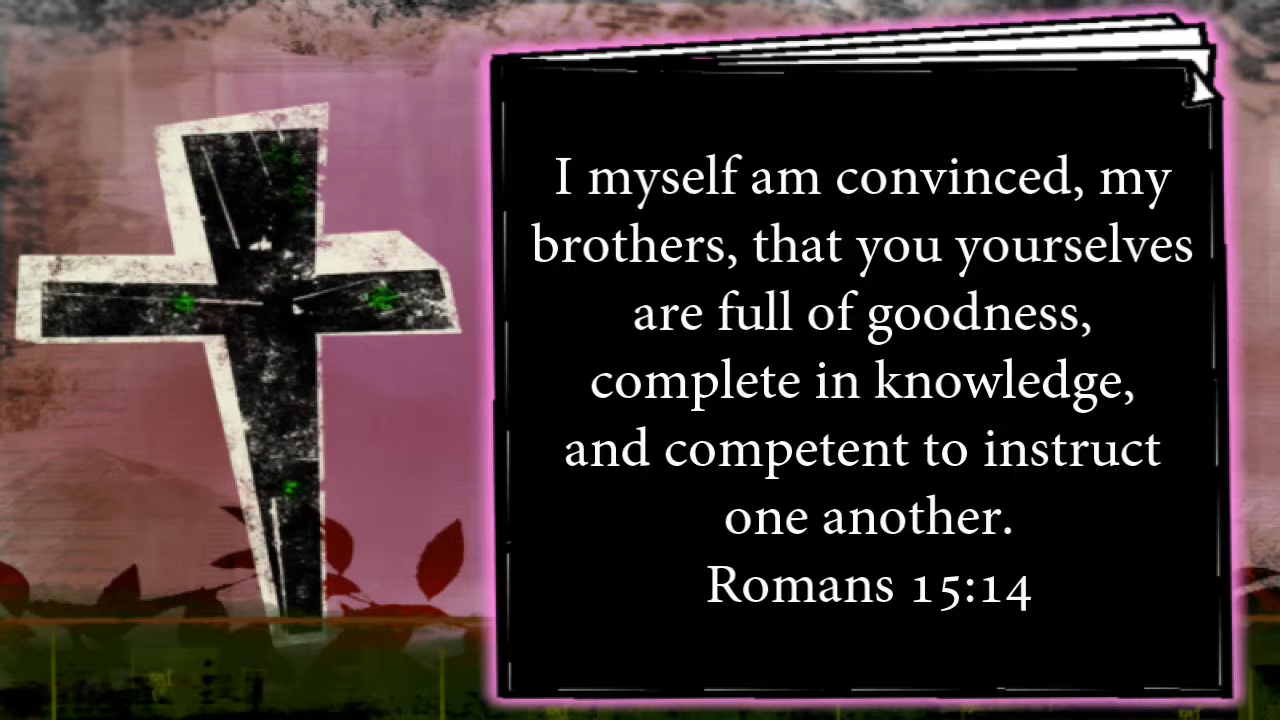 I myself am convinced, my
brothers, that you yourselves
are full of goodness,
complete in knowledge,
and competent to instruct
one another.
Romans 15:14